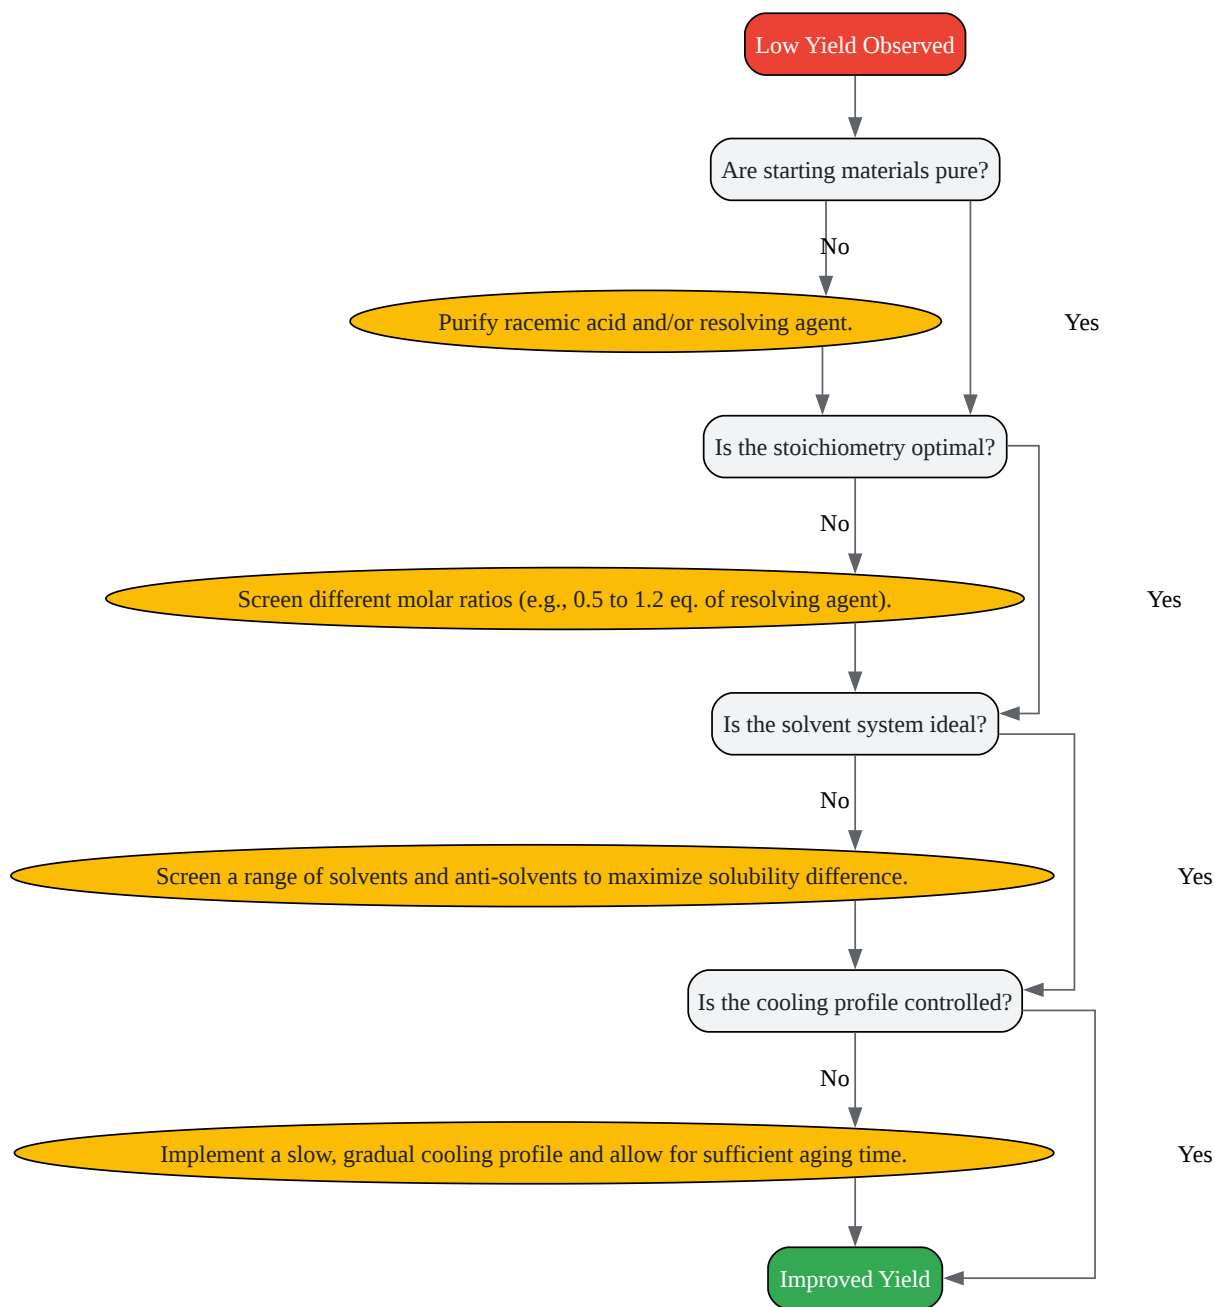 Low Yield Observed
Are starting materials pure?
No
Purify racemic acid and/or resolving agent.
Yes
Is the stoichiometry optimal?
No
Screen different molar ratios (e.g., 0.5 to 1.2 eq. of resolving agent).
Yes
Is the solvent system ideal?
No
Screen a range of solvents and anti-solvents to maximize solubility difference.
Yes
Is the cooling profile controlled?
No
Implement a slow, gradual cooling profile and allow for sufficient aging time.
Yes
Improved Yield